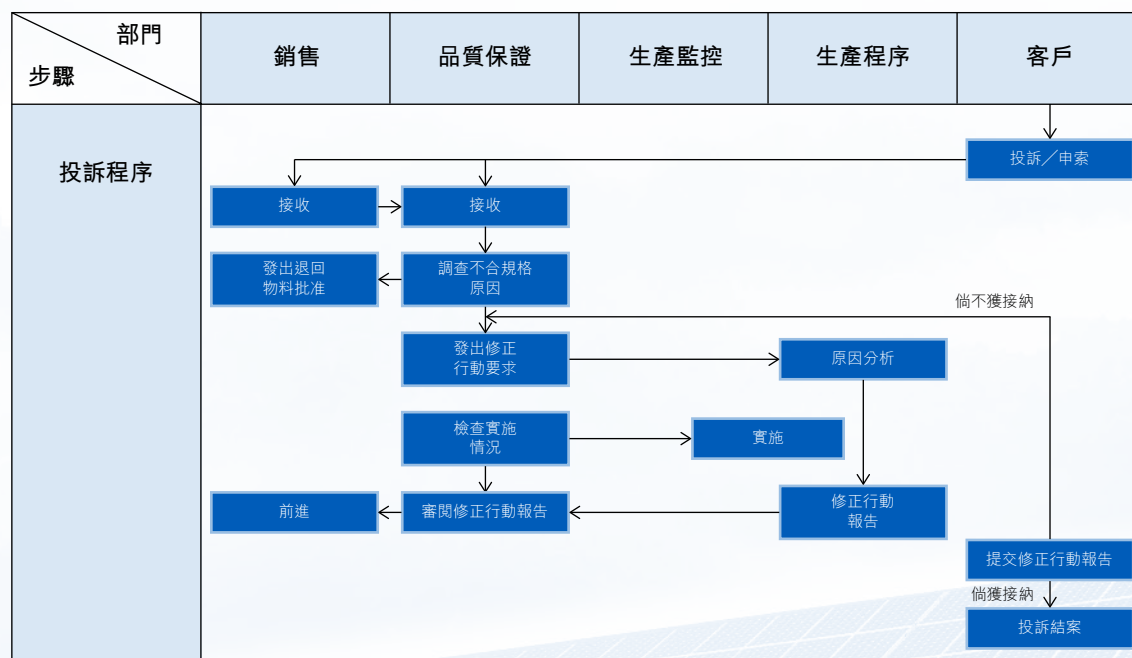 部門
步驟
銷售
品質保證
生產監控
生產程序
客戶
投訴程序
投訴／申索
接收
接收
發出退回
物料批准
調查不合規格
原因
倘不獲接納
發出修正
行動要求
原因分析
檢查實施
情況
實施
前進
審閱修正行動報告
修正行動
報告
提交修正行動報告
倘獲接納
投訴結案